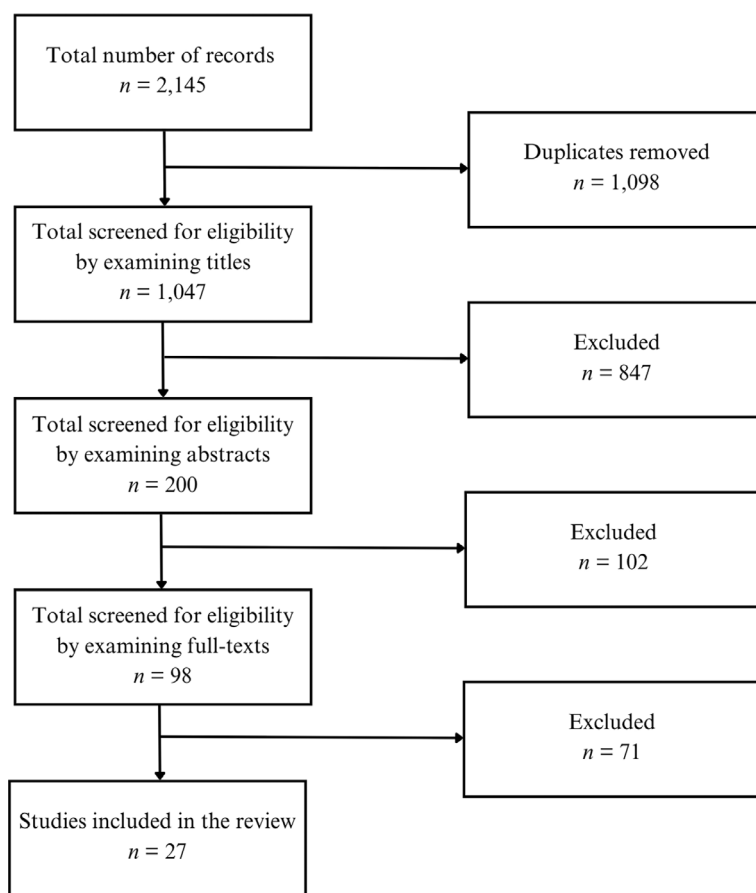 Total number of records
n = 2,145
Duplicates removed
n = 1,098
Total screened for eligibility
by examining titles
n = 1,047
Excluded
n = 847
Total screened for eligibility
by examining abstracts
n = 200
Excluded
n = 102
Total screened for eligibility
by examining full-texts
n = 98
Excluded
n = 71
Studies included in the review
n = 27